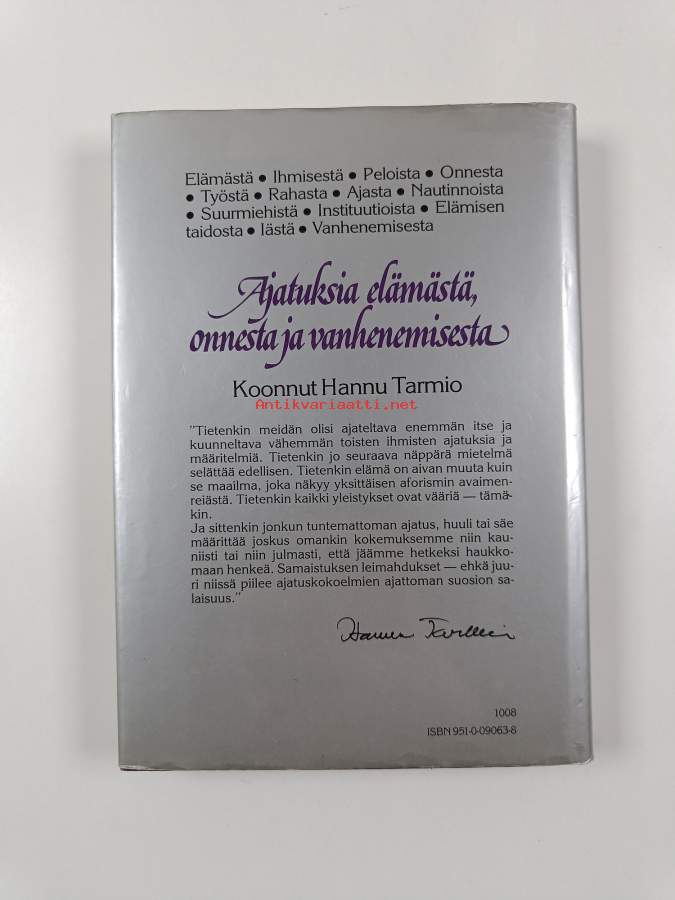 Elämästä ● Ihmisestä ● Peloista ● Onnesta
● Työstä ● Rahasta ● Ajasta ● Nautinnoista
● Suurmiehistä ● Instituutioista ● Elämisen
taidosta ● Iästä ● Vanhenemisesta
Ajatuksia elämästä,
onnesta ja vanhenemisesta
Koonnut Hannu Tarmio
Antikvariaatti.net
"Tietenkin meidän olisi ajateltava enemmän itse ja
kuunneltava vähemmän toisten ihmisten ajatuksia ja
määritelmiä. Tietenkin jo seuraava näppärä mietelmä
selättää edellisen. Tietenkin elämä on aivan muuta kuin
se maailma, joka näkyy yksittäisen aforismin avaimen-
reiästä. Tietenkin kaikki yleistykset ovat vääriä — tämä-
kin.
Ja sittenkin jonkun tuntemattoman ajatus, huuli tai säe
määrittää joskus omankin kokemuksemme niin kau-
niisti tai niin julmasti, että jäämme hetkeksi haukko-
maan henkeä. Samaistuksen leimahdukset — ehkä juu-
ri niissä piilee ajatuskokoelmien ajattoman suosion sa-
laisuus."
Hannu Tarmio
1008
ISBN 951-0-09063-8